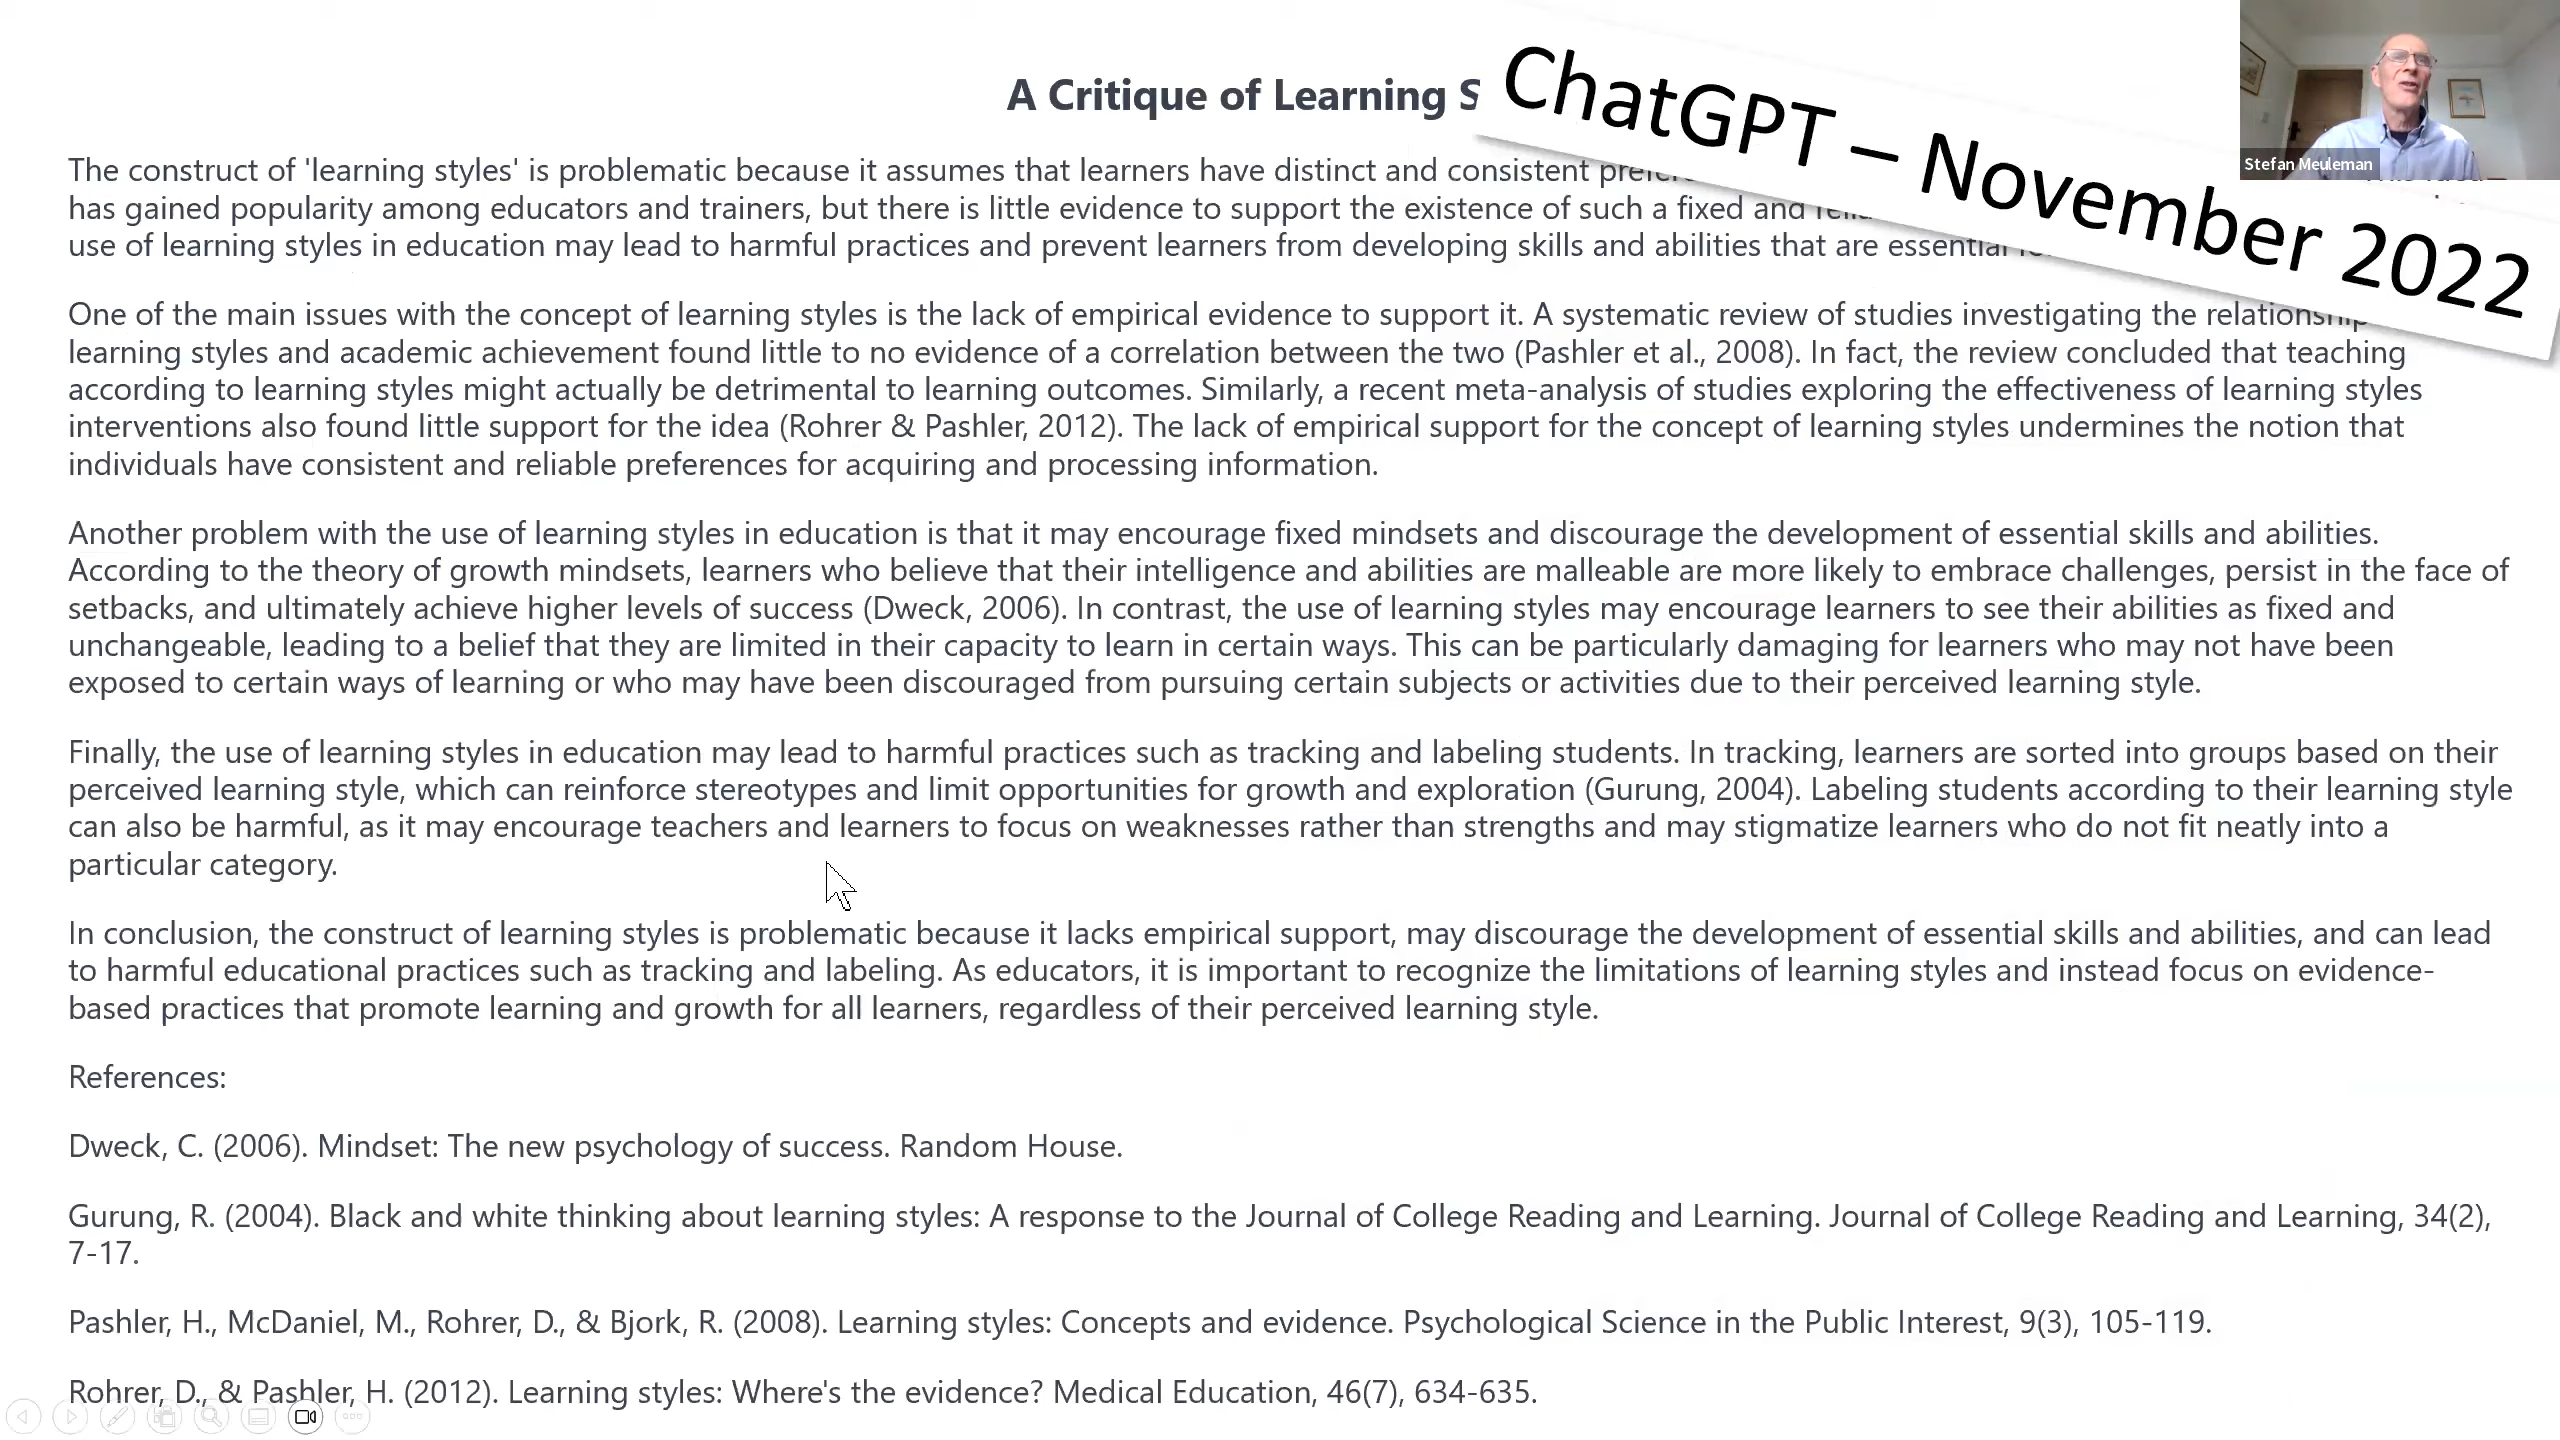 A Critique of Learning S
ChatGPT – November 2022
Stefan Meuleman
The construct of 'learning styles' is problematic because it assumes that learners have distinct and consistent
has gained popularity among educators and trainers, but there is little evidence to support the existence of such a fixed and
use of learning styles in education may lead to harmful practices and prevent learners from developing skills and abilities that are essential
One of the main issues with the concept of learning styles is the lack of empirical evidence to support it. A systematic review of studies investigating the relationship
learning styles and academic achievement found little to no evidence of a correlation between the two (Pashler et al., 2008). In fact, the review concluded that teaching
according to learning styles might actually be detrimental to learning outcomes. Similarly, a recent meta-analysis of studies exploring the effectiveness of learning styles
interventions also found little support for the idea (Rohrer & Pashler, 2012). The lack of empirical support for the concept of learning styles undermines the notion that
individuals have consistent and reliable preferences for acquiring and processing information.
Another problem with the use of learning styles in education is that it may encourage fixed mindsets and discourage the development of essential skills and abilities.
According to the theory of growth mindsets, learners who believe that their intelligence and abilities are malleable are more likely to embrace challenges, persist in the face of
setbacks, and ultimately achieve higher levels of success (Dweck, 2006). In contrast, the use of learning styles may encourage learners to see their abilities as fixed and
unchangeable, leading to a belief that they are limited in their capacity to learn in certain ways. This can be particularly damaging for learners who may not have been
exposed to certain ways of learning or who may have been discouraged from pursuing certain subjects or activities due to their perceived learning style.
Finally, the use of learning styles in education may lead to harmful practices such as tracking and labeling students. In tracking, learners are sorted into groups based on their
perceived learning style, which can reinforce stereotypes and limit opportunities for growth and exploration (Gurung, 2004). Labeling students according to their learning style
can also be harmful, as it may encourage teachers and learners to focus on weaknesses rather than strengths and may stigmatize learners who do not fit neatly into a
particular category.
In conclusion, the construct of learning styles is problematic because it lacks empirical support, may discourage the development of essential skills and abilities, and can lead
to harmful educational practices such as tracking and labeling. As educators, it is important to recognize the limitations of learning styles and instead focus on evidence-
based practices that promote learning and growth for all learners, regardless of their perceived learning style.
References:
Dweck, C. (2006). Mindset: The new psychology of success. Random House.
Gurung, R. (2004). Black and white thinking about learning styles: A response to the Journal of College Reading and Learning. Journal of College Reading and Learning, 34(2),
7-17.
Pashler, H., McDaniel, M., Rohrer, D., & Bjork, R. (2008). Learning styles: Concepts and evidence. Psychological Science in the Public Interest, 9(3), 105-119.
Rohrer, D., & Pashler, H. (2012). Learning styles: Where's the evidence? Medical Education, 46(7), 634-635.